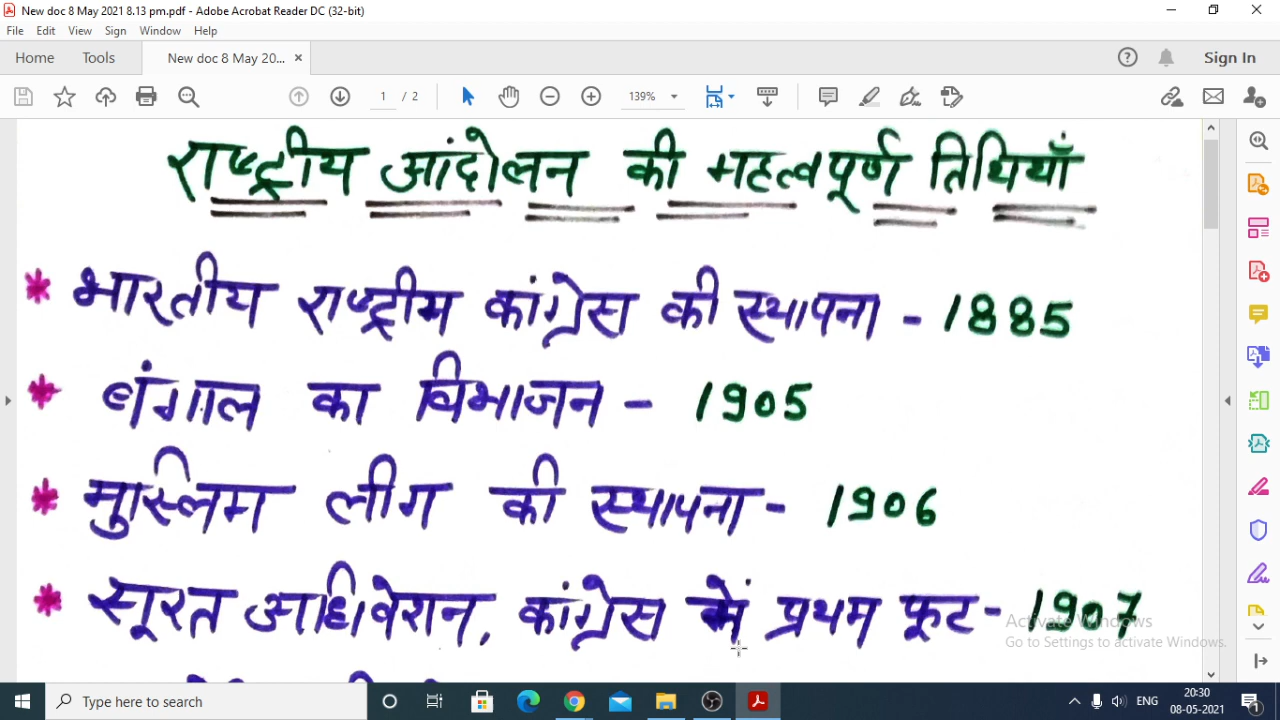 New doc 8 May 2021 8.13 pm.pdf - Adobe Acrobat Reader DC (32-bit)
File Edit View Sign Window Help
Home Tools New doc 8 May 20... × Sign In
1 / 2 139%
राष्ट्रीय आंदोलन की महत्वपूर्ण तिथियाँ
* भारतीय राष्ट्रीय कांग्रेस की स्थापना - 1885
* बंगाल का विभाजन - 1905
* मुस्लिम लीग की स्थापना - 1906
* सूरत अधिवेशन, कांग्रेस में प्रथम फूट - 1907
Activate Windows
Go to Settings to activate Windows.
Type here to search
ENG 20:30
08-05-2021 1